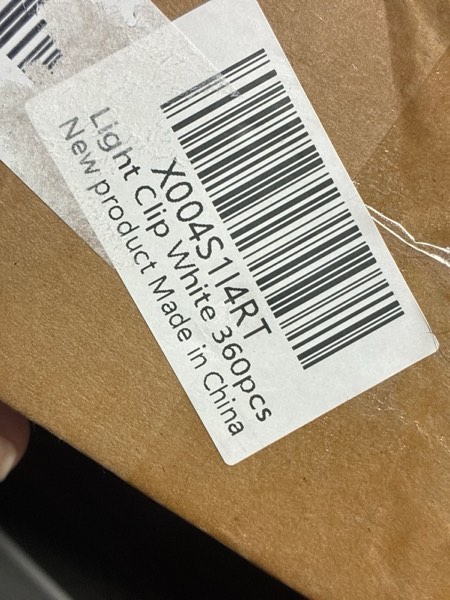 X004S1I4RT
Light Clip White 360pcs
New product Made in China